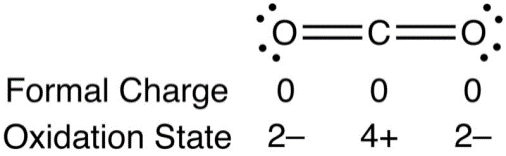 O=C=O
Formal Charge 0 0 0
Oxidation State 2– 4+ 2–